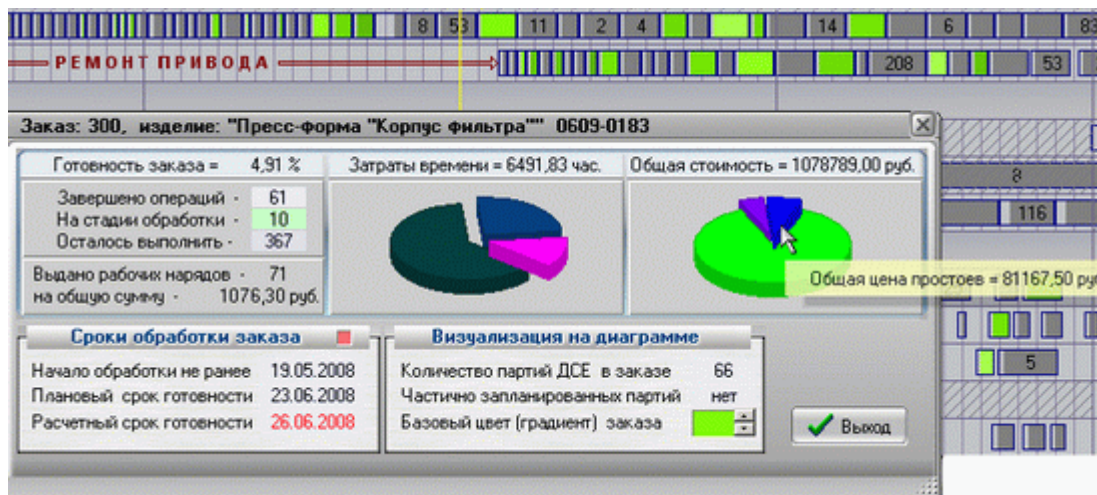 8 53 11 2 4 14 6 83
РЕМОНТ ПРИВОДА 208 53
Заказ: 300, изделие: "Пресс-форма "Корпус фильтра"" 0609-0183
Готовность заказа = 4,91 % Затраты времени = 6491,83 час. Общая стоимость = 1078789,00 руб.
8
Завершено операций - 61
116
На стадии обработки - 10
Осталось выполнить - 367
Выдано рабочих нарядов - 71
Общая цена простоев = 81167,50 ру
на общую сумму - 1076,30 руб.
Сроки обработки заказа
Визуализация на диаграмме
5
Начало обработки не ранее 19.05.2008
Плановый срок готовности 23.06.2008
Расчетный срок готовности 26.06.2008
Количество партий ДСЕ в заказе 66
Частично запланированных партий нет
Базовый цвет (градиент) заказа
Выход